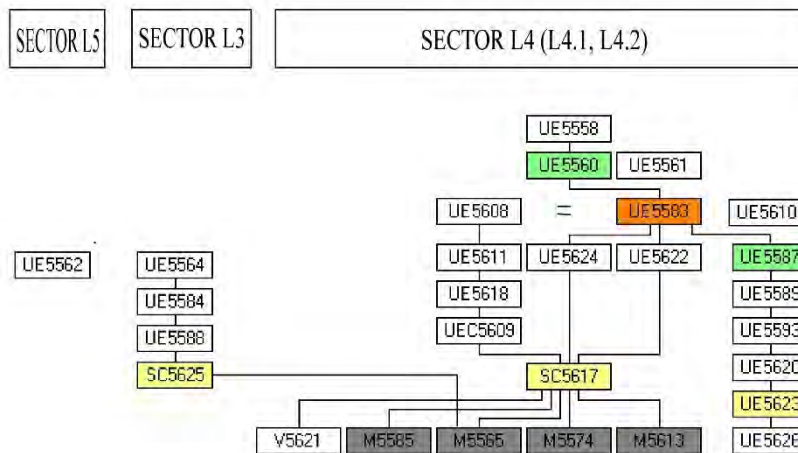 SECTOR L5 SECTOR L3 SECTOR L4 (L4.1, L4.2)
UE5558
UE5560 UE5561
UE5608 = UE5583 UE5610
UE5562 UE5564 UE5611 UE5624 UE5622 UE5587
UE5584 UE5618 UE5589
UE5588 UEC5609 UE5593
SC5625 SC5617 UE5620
UE5623
V5621 M5585 M5565 M5574 M5613 UE5626